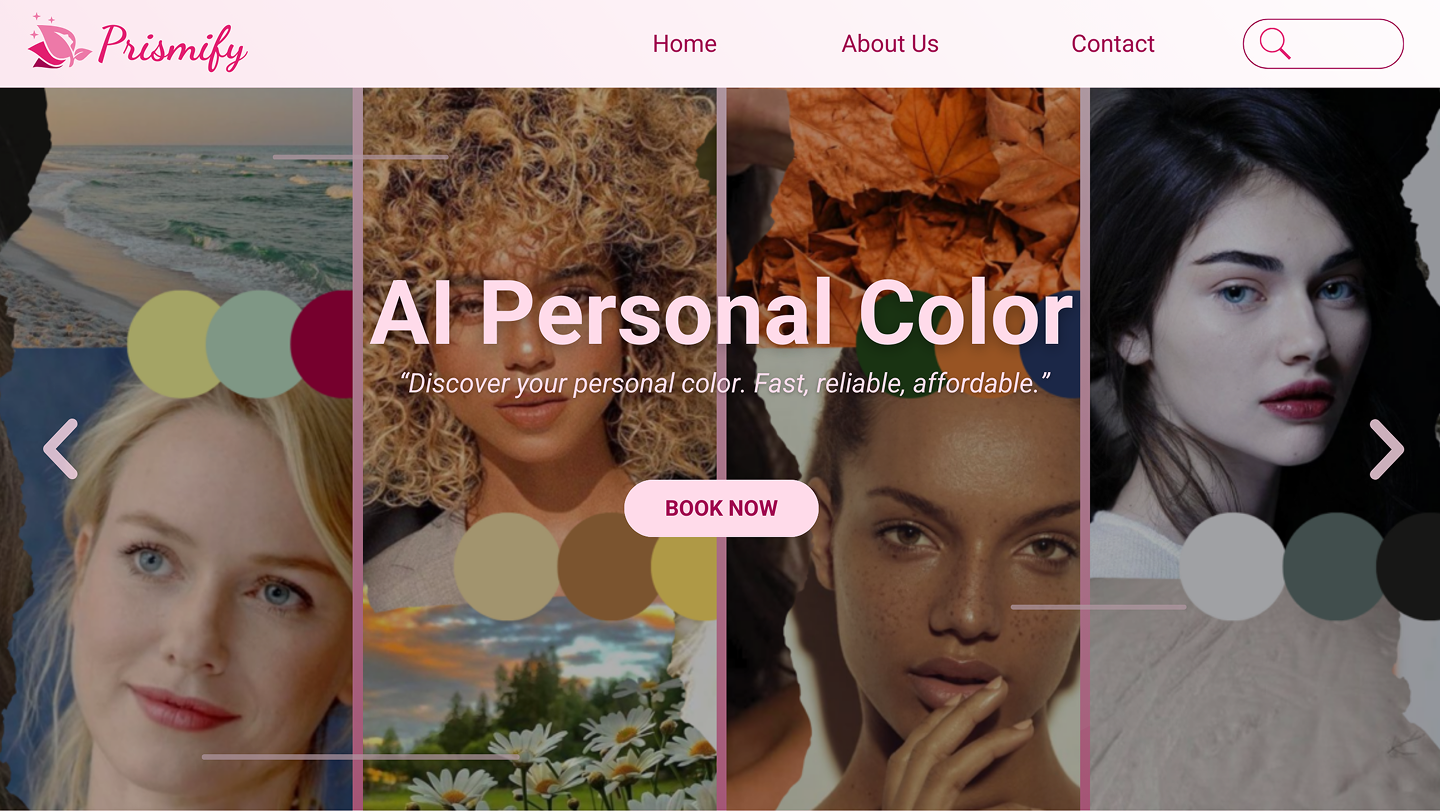 Prismify
Home
About Us
Contact
AI Personal Color
“Discover your personal color. Fast, reliable, affordable.”
BOOK NOW